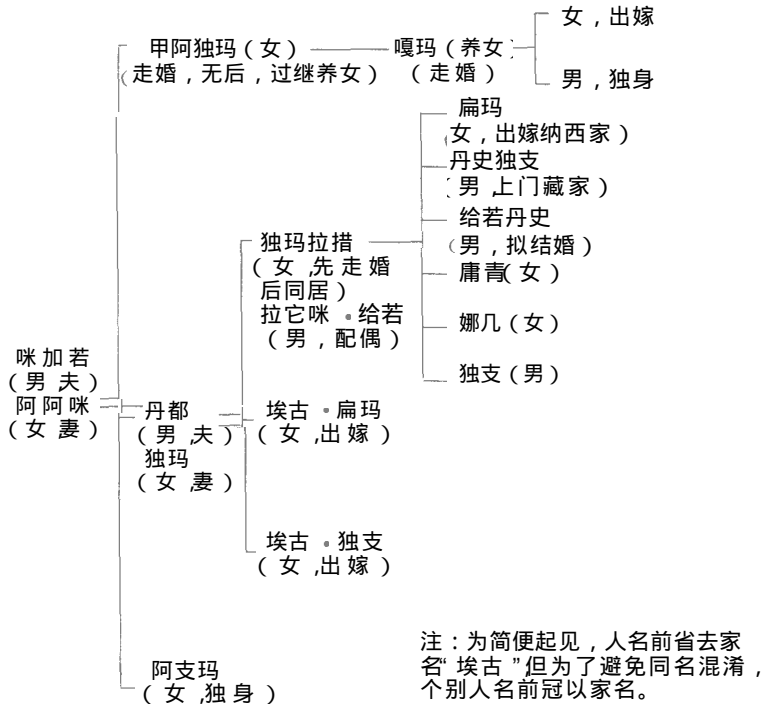 女，出嫁
甲阿独玛（女）
嘎玛（养女）
（走婚，无后，过继养女）
（走婚）
男，独身
扁玛
（女，出嫁纳西家）
丹史独支
（男，上门藏家）
给若丹史
（男，拟结婚）
庸青（女）
娜几（女）
独支（男）
独玛拉措
（女，先走婚
后同居）
拉它咪·给若
（男，配偶）
咪加若
（男，夫）
阿阿咪
（女，妻）
丹都
（男，夫）
独玛
（女，妻）
埃古·扁玛
（女，出嫁）
埃古·独支
（女，出嫁）
阿支玛
（女，独身）
注：为简便起见，人名前省去家
名“埃古”，但为了避免同名混淆，
个别人名前冠以家名。